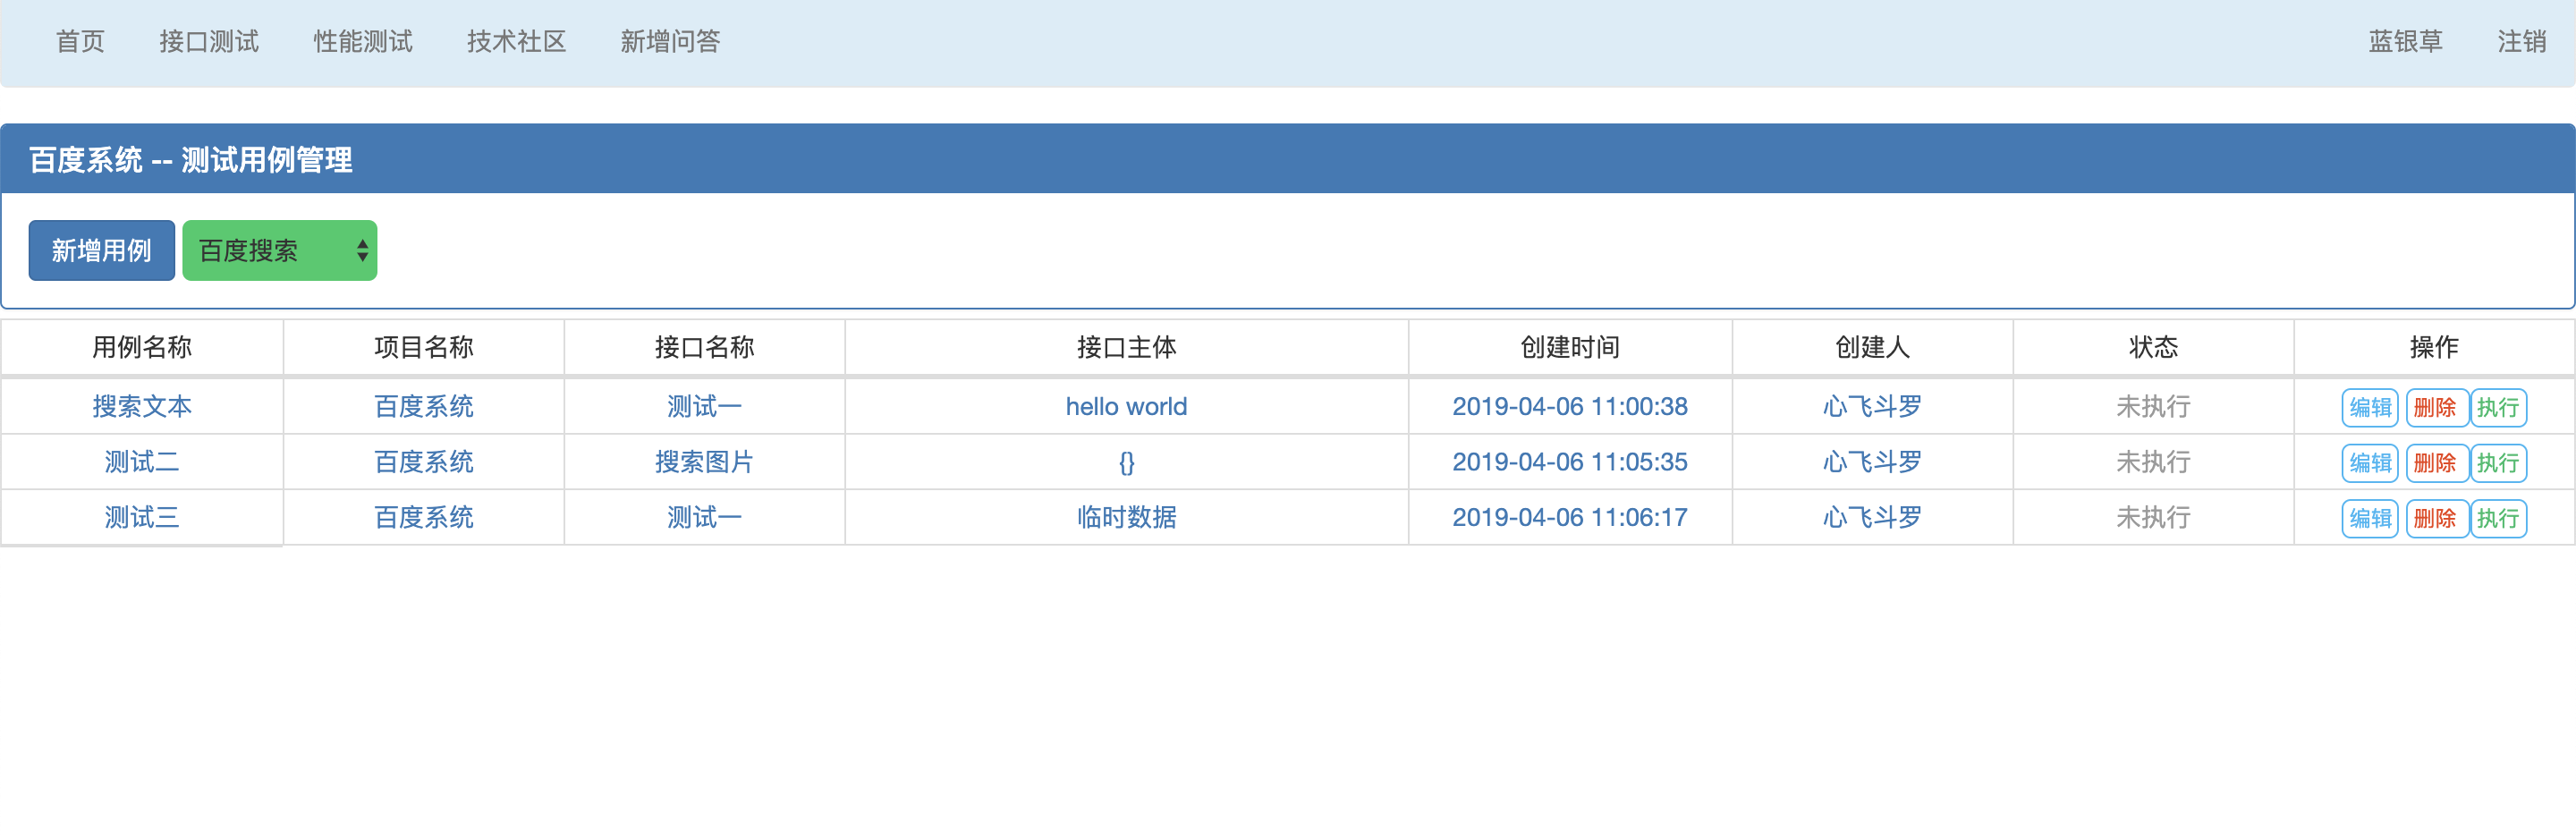 首页 接口测试 性能测试 技术社区 新增问答 蓝银草 注销
百度系统 -- 测试用例管理
新增用例 百度搜索
用例名称 项目名称 接口名称 接口主体 创建时间 创建人 状态 操作
搜索文本 百度系统 测试一 hello world 2019-04-06 11:00:38 心飞斗罗 未执行 编辑 删除 执行
测试二 百度系统 搜索图片 {} 2019-04-06 11:05:35 心飞斗罗 未执行 编辑 删除 执行
测试三 百度系统 测试一 临时数据 2019-04-06 11:06:17 心飞斗罗 未执行 编辑 删除 执行